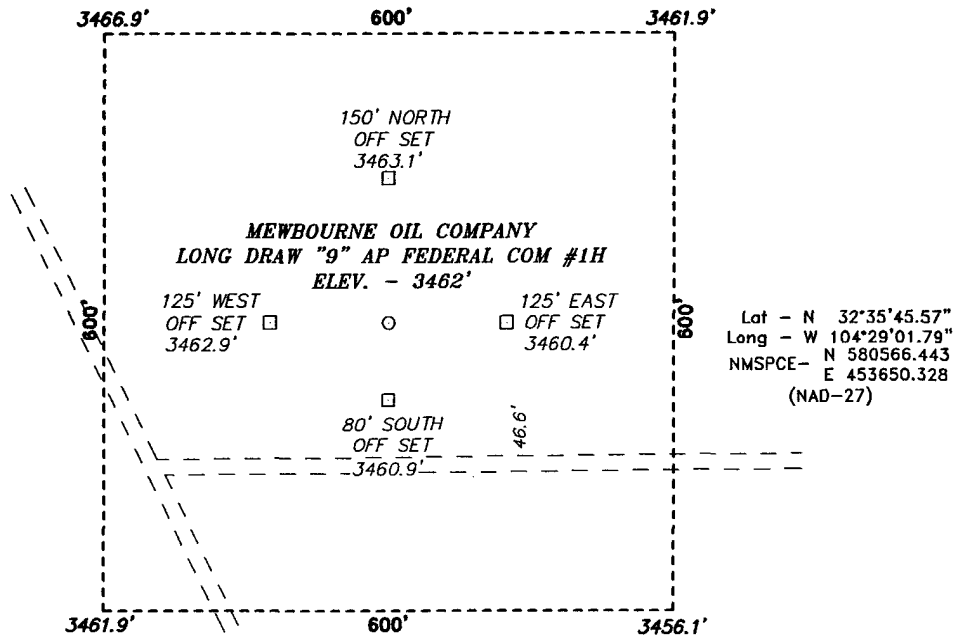 3466.9'
600'
3461.9'
150' NORTH
OFF SET
3463.1'
MEWBOURNE OIL COMPANY
LONG DRAW "9" AP FEDERAL COM #1H
ELEV. - 3462'
125' WEST
OFF SET
3462.9'
125' EAST
OFF SET
3460.4'
600'
600'
Lat - N 32°35'45.57"
Long - W 104°29'01.79"
NMSPCE- N 580566.443
E 453650.328
(NAD-27)
80' SOUTH
OFF SET
3460.9'
46.6'
3461.9'
600'
3456.1'